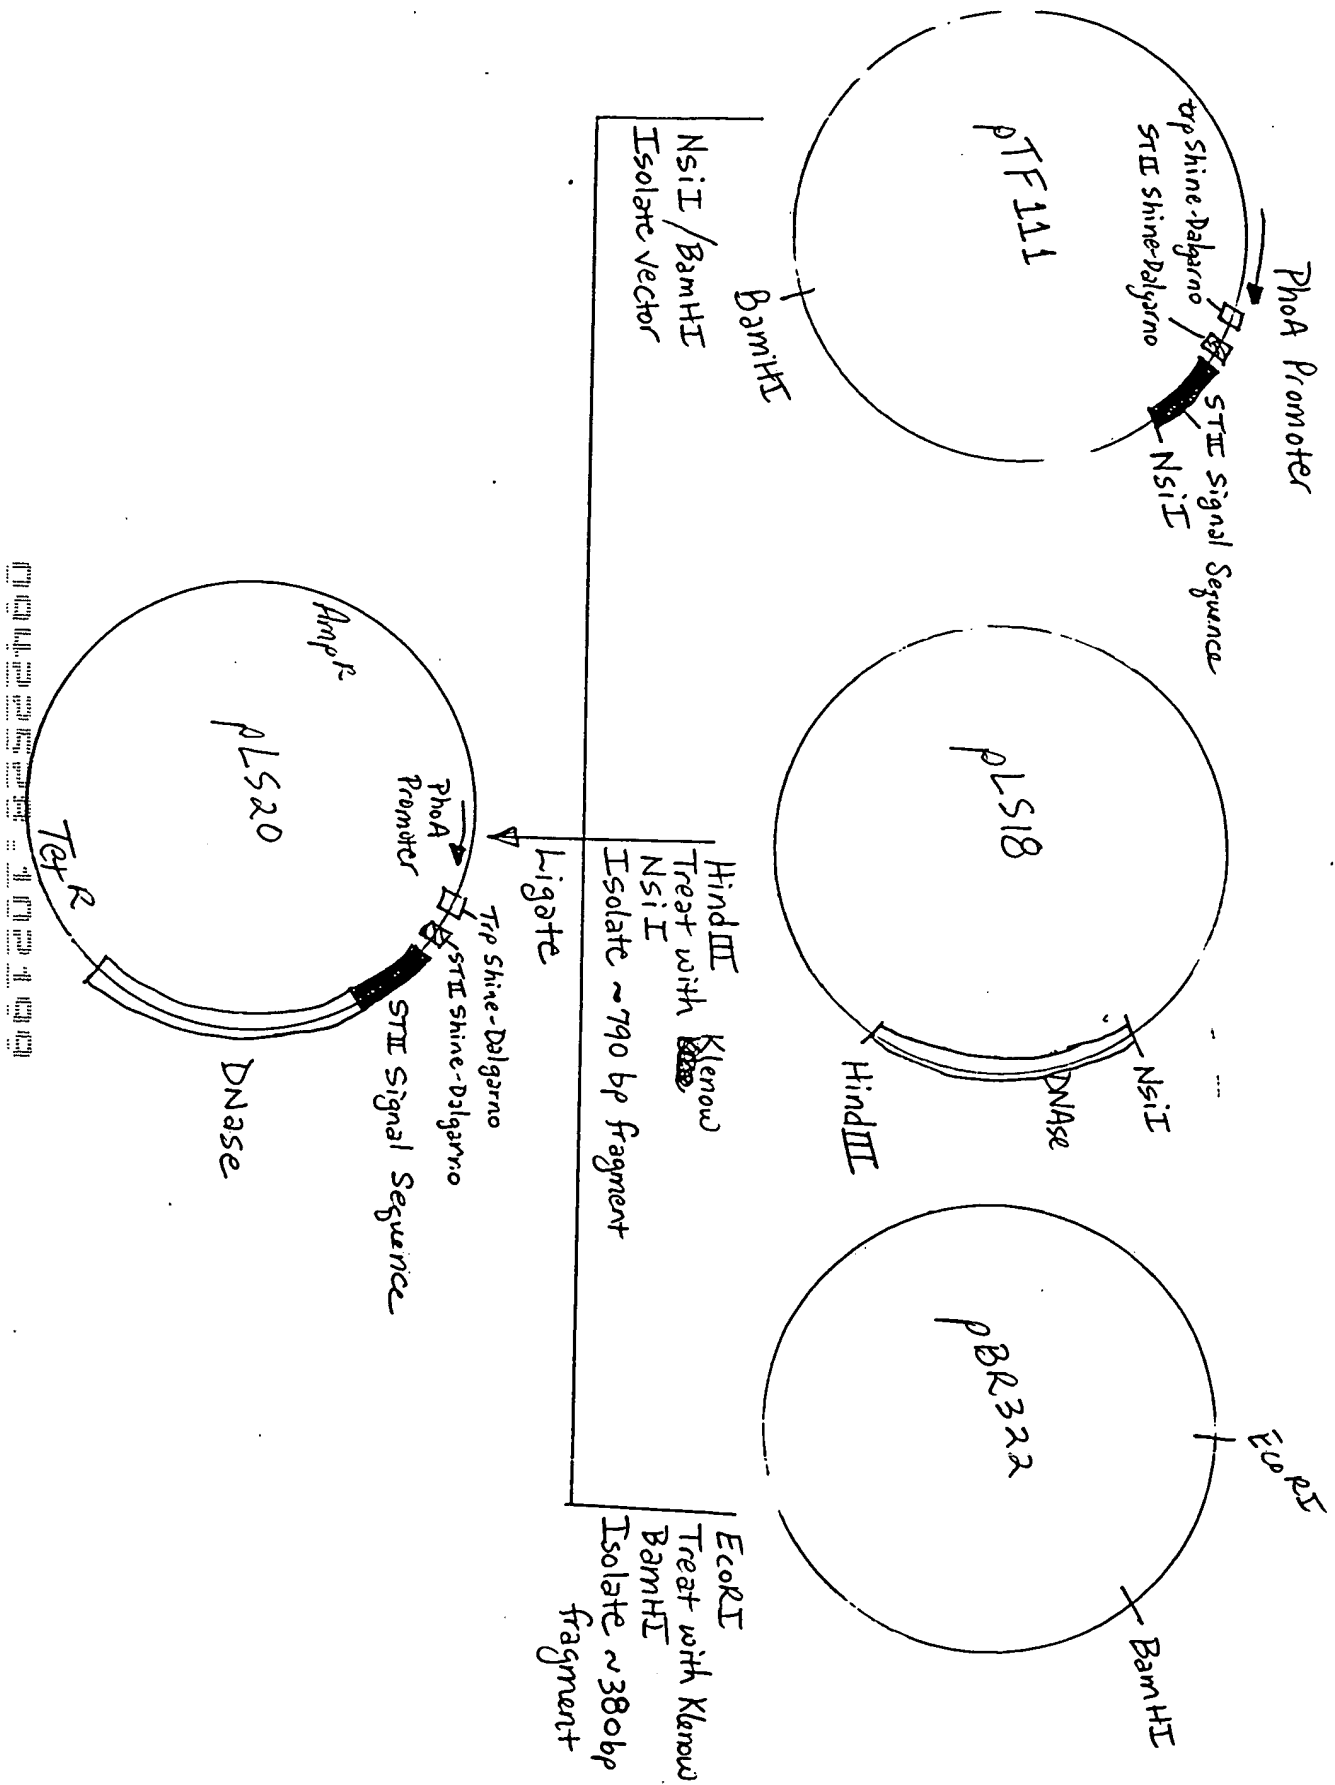 PhoA Promoter
trp Shine-Dalgarno
STII Shine-Dalgarno
STII Signal Sequence
NsiI
pTF111
BamHI
NsiI/BamHI
Isolate vector
NsiI
pLS18
DNAse
HindIII
HindIII
Treat with Klenow
NsiI
Isolate ~790 bp fragment
EcoRI
pBR322
BamHI
EcoRI
Treat with Klenow
BamHI
Isolate ~380bp
fragment
Ligate
AmpR
PhoA
Promoter
Trp Shine-Dalgarno
STII Shine-Dalgarno
STII Signal Sequence
pLS20
TetR
DNase